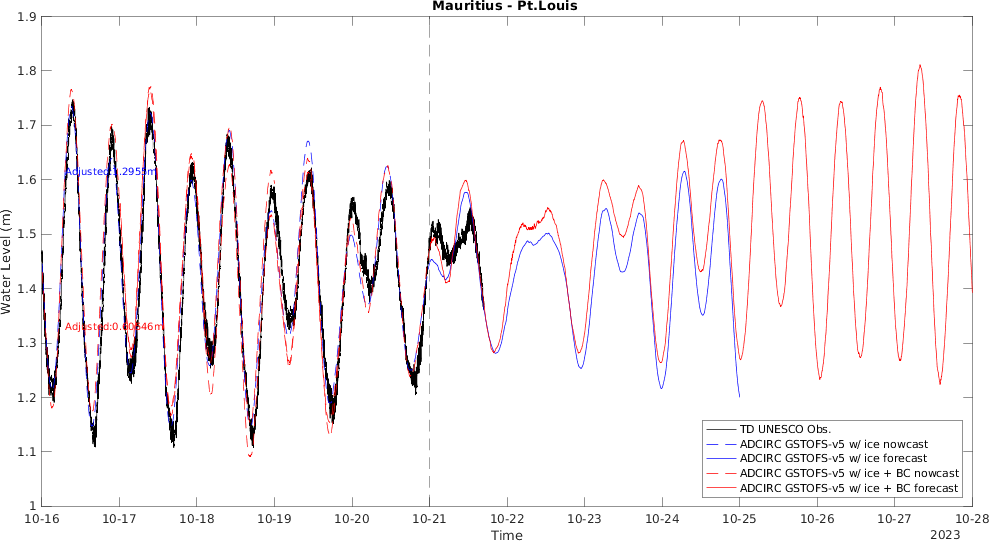 Mauritius - Pt.Louis
Water Level (m)
1.9
1.8
1.7
1.6
1.5
1.4
1.3
1.2
1.1
1
Adjusted:
Adjusted:
10-16
10-17
10-18
10-19
10-20
10-21
10-22
10-23
10-24
10-25
10-26
10-27
10-28
Time
2023
TD UNESCO Obs.
ADCIRC GSTOFS-v5 w/ ice nowcast
ADCIRC GSTOFS-v5 w/ ice forecast
ADCIRC GSTOFS-v5 w/ ice + BC nowcast
ADCIRC GSTOFS-v5 w/ ice + BC forecast